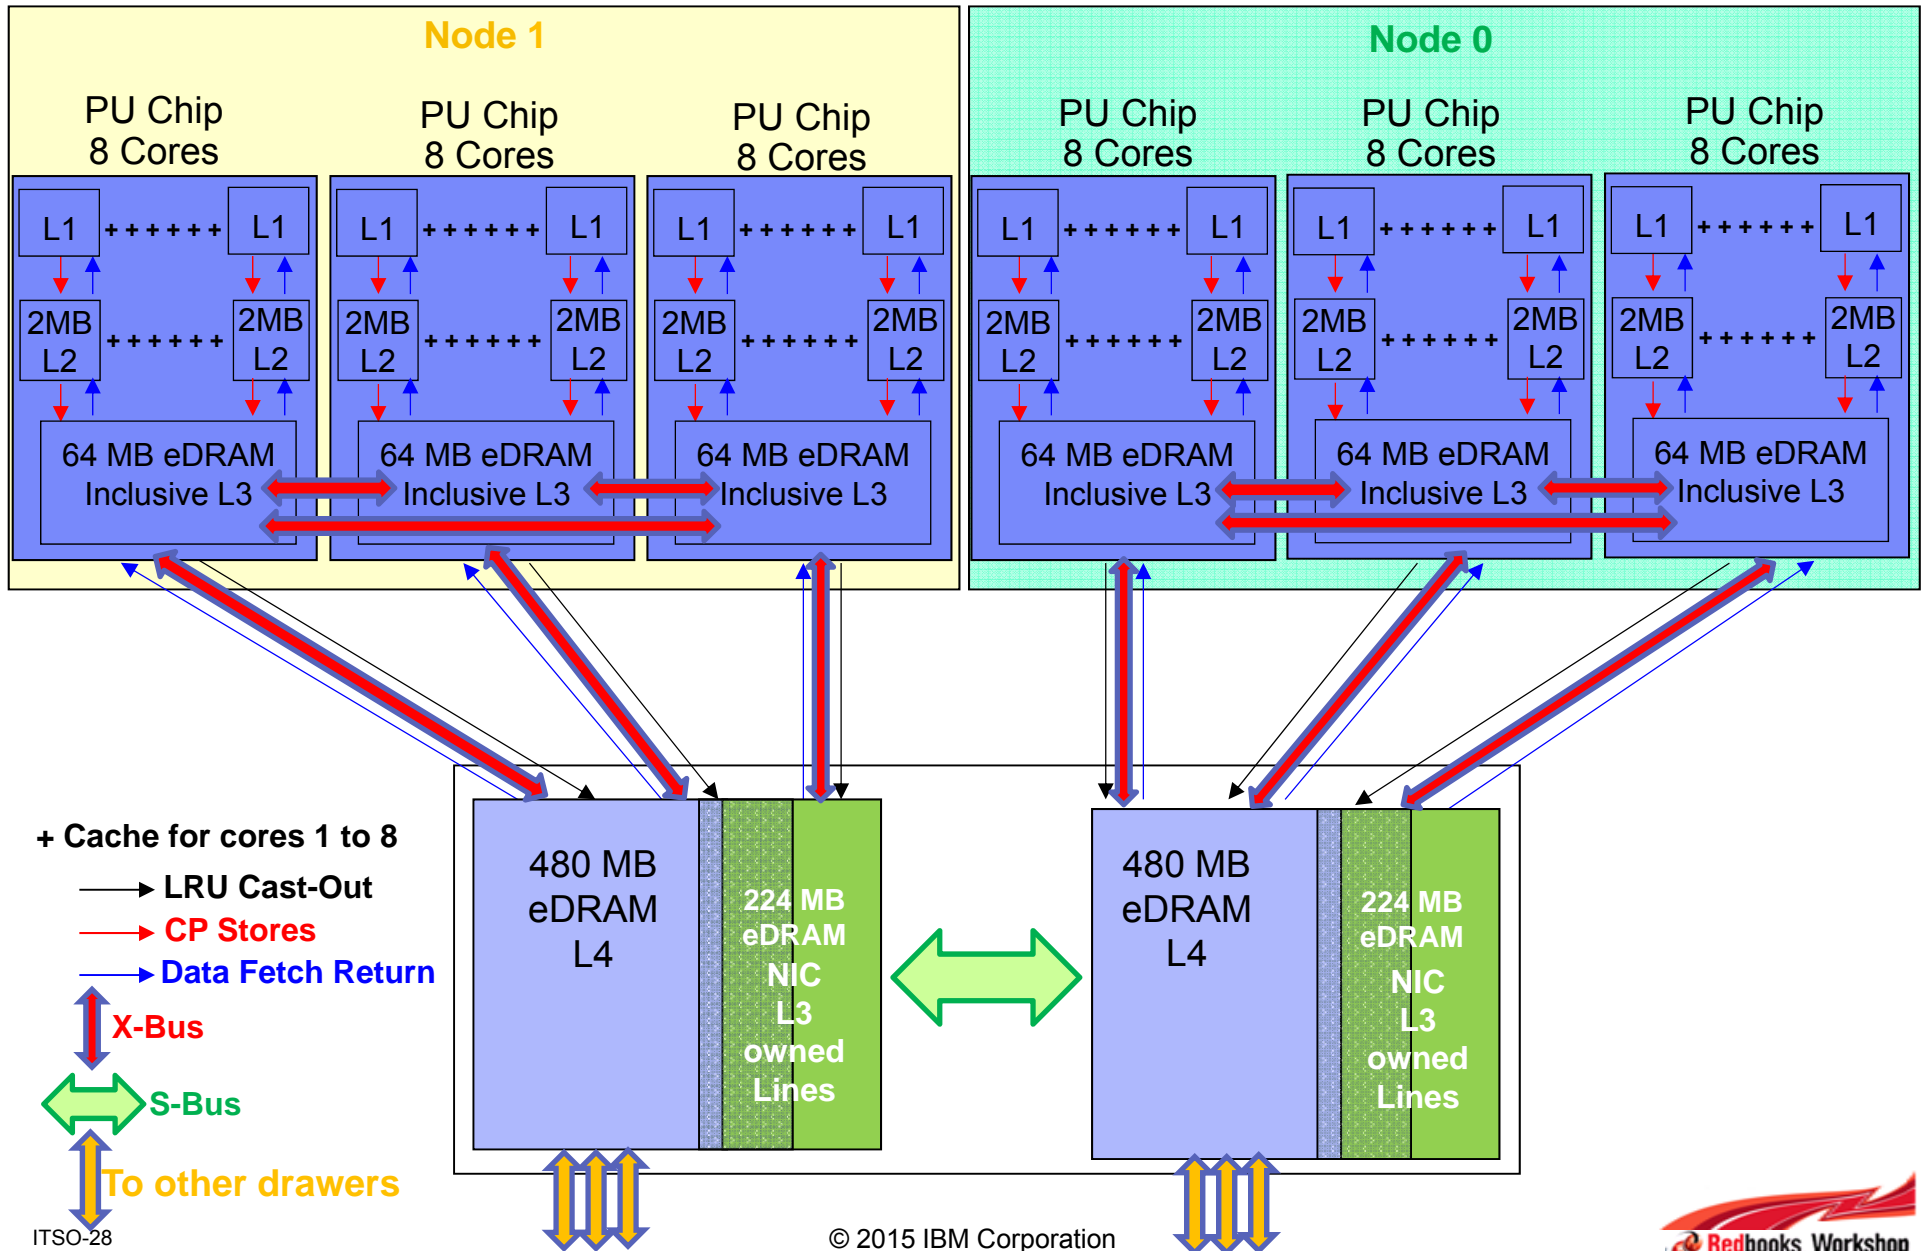 Node 1
Node 0
PU Chip
8 Cores
PU Chip
8 Cores
PU Chip
8 Cores
PU Chip
8 Cores
PU Chip
8 Cores
PU Chip
8 Cores
L1 ++++++ L1
L1 ++++++ L1
L1 ++++++ L1
L1 ++++++ L1
L1 ++++++ L1
L1 ++++++ L1
2MB
L2
++++++
2MB
L2
2MB
L2
++++++
2MB
L2
2MB
L2
++++++
2MB
L2
2MB
L2
++++++
2MB
L2
2MB
L2
++++++
2MB
L2
2MB
L2
++++++
2MB
L2
64 MB eDRAM
Inclusive L3
64 MB eDRAM
Inclusive L3
64 MB eDRAM
Inclusive L3
64 MB eDRAM
Inclusive L3
64 MB eDRAM
Inclusive L3
64 MB eDRAM
Inclusive L3
480 MB
eDRAM
L4
224 MB
eDRAM
NIC
L3
owned
Lines
480 MB
eDRAM
L4
224 MB
eDRAM
NIC
L3
owned
Lines
+ Cache for cores 1 to 8
LRU Cast-Out
CP Stores
Data Fetch Return
X-Bus
S-Bus
To other drawers
ITSO-28
© 2015 IBM Corporation
Redbooks Workshop